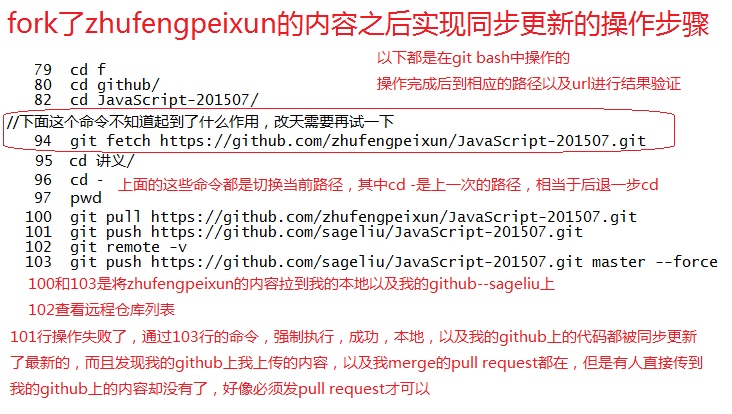 fork了zhufengpeixun的内容之后实现同步更新的操作步骤
以下都是在git bash中操作的
操作完成后到相应的路径以及url进行结果验证
79 cd f
80 cd github/
82 cd JavaScript-201507/
//下面这个命令不知道起到了什么作用，改天需要再试一下
94 git fetch https://github.com/zhufengpeixun/JavaScript-201507.git
95 cd 讲义/
96 cd -
上面的这些命令都是切换当前路径，其中cd -是上一次的路径，相当于后退一步cd
97 pwd
100 git pull https://github.com/zhufengpeixun/JavaScript-201507.git
101 git push https://github.com/sageliu/JavaScript-201507.git
102 git remote -v
103 git push https://github.com/sageliu/JavaScript-201507.git master --force
100和103是将zhufengpeixun的内容拉到我的本地以及我的github--sageliu上
102查看远程仓库列表
101行操作失败了，通过103行的命令，强制执行，成功，本地，以及我的github上的代码都被同步更新
了最新的，而且发现我的github上我上传的内容，以及我merge的pull request都在，但是有人直接传到
我的github上的内容却没有了，好像必须发pull request才可以